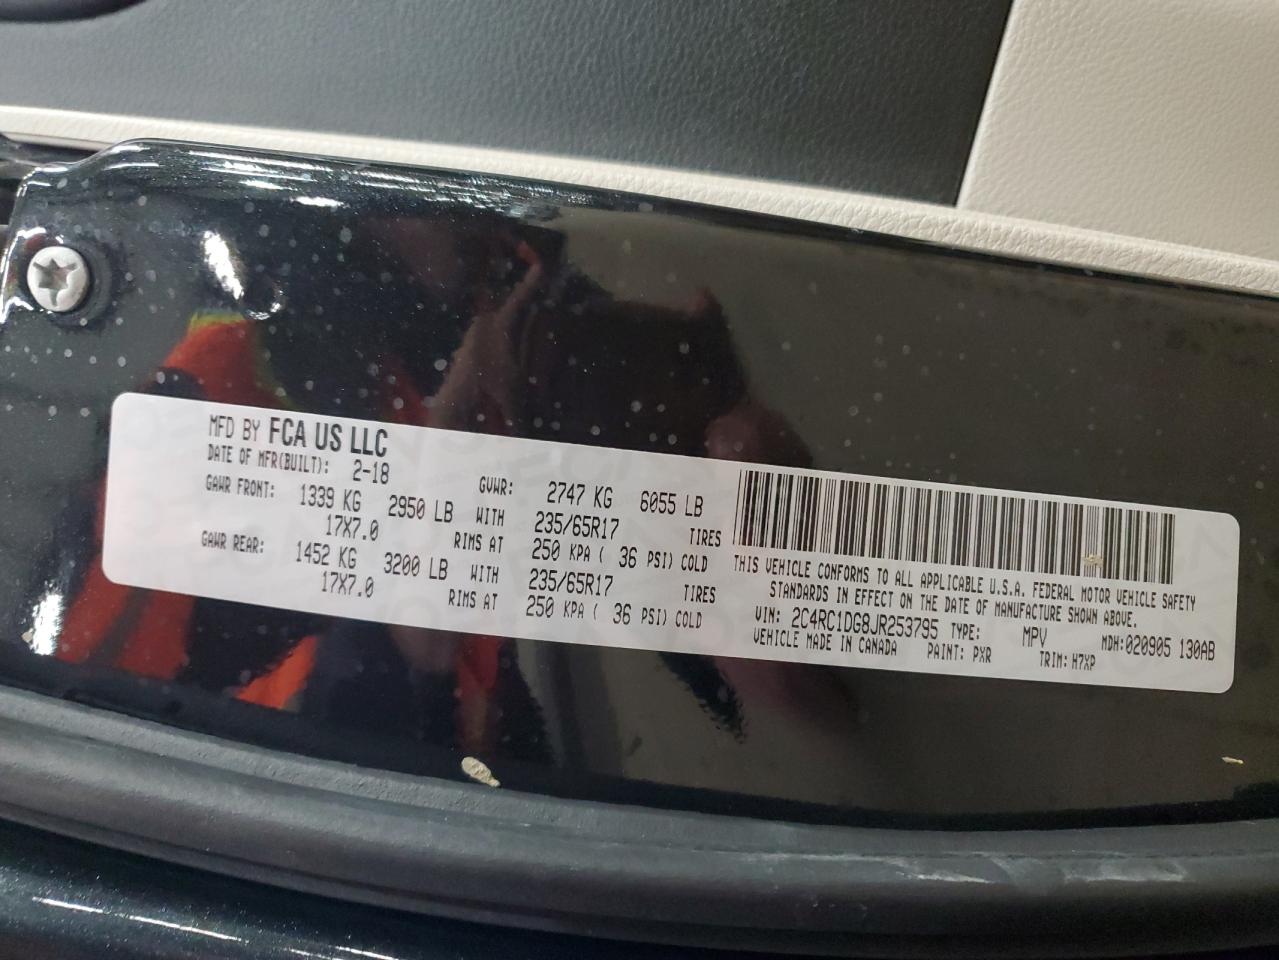 MFD BY FCA US LLC
DATE OF MFR(BUILT): 2-18 GVWR: 2747 KG 6055 LB
GAWR FRONT: 1339 KG 2950 LB WITH 235/65R17 TIRES
17X7.0 RIMS AT 250 KPA ( 36 PSI) COLD
GAWR REAR: 1452 KG 3200 LB WITH 235/65R17 TIRES
17X7.0 RIMS AT 250 KPA ( 36 PSI) COLD
THIS VEHICLE CONFORMS TO ALL APPLICABLE U.S.A. FEDERAL MOTOR VEHICLE SAFETY
STANDARDS IN EFFECT ON THE DATE OF MANUFACTURE SHOWN ABOVE.
VIN: 2C4RC1DG8JR253795 TYPE: MPV MDH:020905 130AB
VEHICLE MADE IN CANADA PAINT: PXR TRIM: H7XP